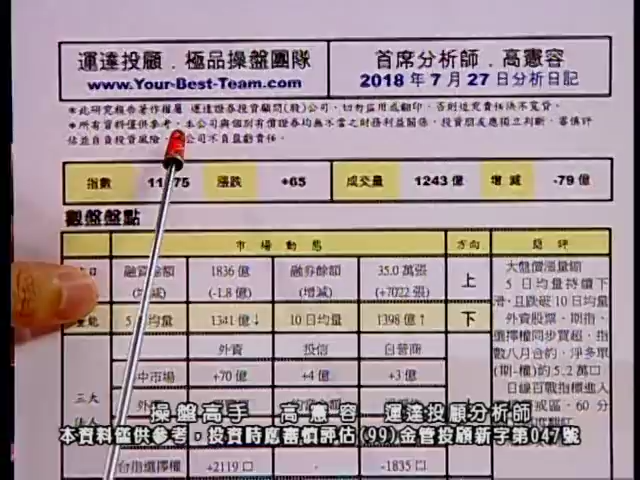 運達投顧．極品操盤團隊
www.Your-Best-Team.com
首席分析師．高憲容
2018年7月27日分析日記
＊此研究報告著作權屬 運達證券投資顧問(股)公司，切勿盜用或翻印，否則追究責任決不寬貸。
＊所有資料僅供參考，本公司與個別有價證券均無不當之財務利益關係，投資朋友應獨立判斷，審慎評
估並自負投資風險，公司不負盈虧責任。
指數 漲跌 +65 成交量 1243億 增減 -79億
觀盤盤點
市場動態 方向 簡評
融資餘額 1836億 融券餘額 35.0萬張 上
(-1.8億) (增減) (+7022張)
均量 1341億↓ 10日均量 1398億↑ 下
外資 投信 自營商
三大 中市場 +70億 +4億 +3億
台指選擇權 +2119口 - -1835口
大盤價漲量縮
5日均量持續下
滑，且跌破10日均量
外資股票、期指、
選擇權同步買超，指
數八月合約，淨多單
(期-權)約5.2萬口
日線百戰指標進入
戒區，60分
操盤高手 高憲容 運達投顧分析師
本資料僅供參考，投資時應審慎評估(99)金管投顧新字第047號